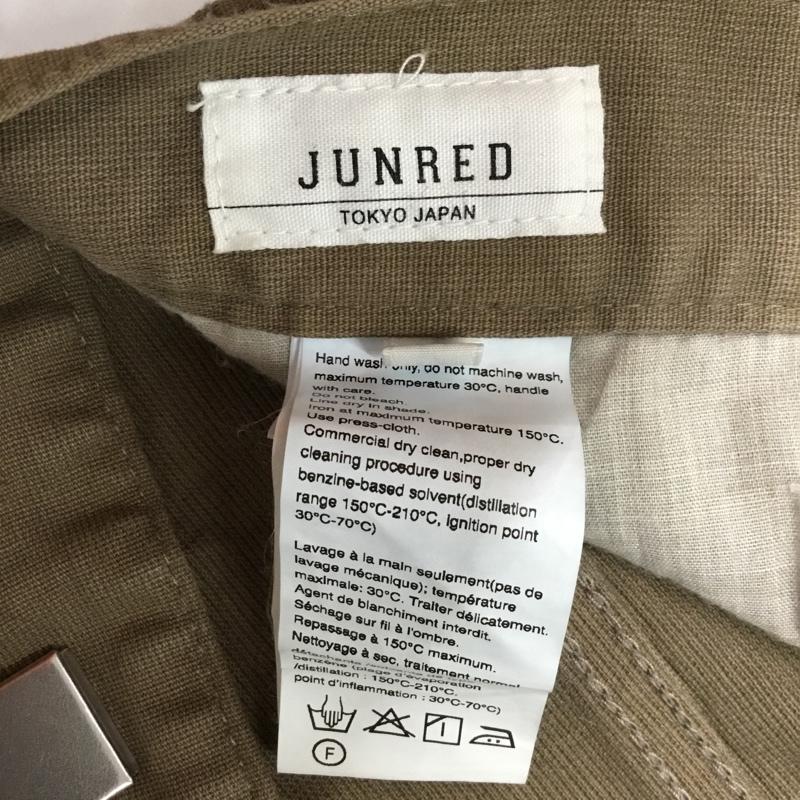 JUNRED
TOKYO JAPAN
Hand wash only, do not machine wash,
maximum temperature 30°C, handle
with care.
Do not bleach.
Line dry in shade.
Iron at maximum temperature 150°C.
Use press-cloth.
Commercial dry clean,proper dry
cleaning procedure using
benzine-based solvent(distillation
range 150°C-210°C, ignition point
30°C-70°C)
Lavage à la main seulement(pas de
lavage mécanique); température
maximale: 30°C. Traiter délicatement.
Agent de blanchiment interdit.
Séchage sur fil à l'ombre.
Repassage à 150°C maximum.
Nettoyage à sec, traitement normal
benzène (plage d'évaporation
/distillation : 150°C-210°C.
point d'inflammation : 30°C-70°C)
F